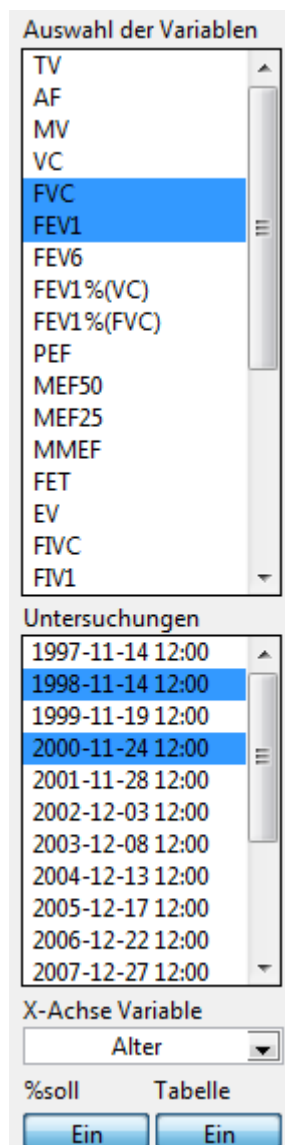 Auswahl der Variablen
TV
AF
MV
VC
FVC
FEV1
FEV6
FEV1%(VC)
FEV1%(FVC)
PEF
MEF50
MEF25
MMEF
FET
EV
FIVC
FIV1
Untersuchungen
1997-11-14 12:00
1998-11-14 12:00
1999-11-19 12:00
2000-11-24 12:00
2001-11-28 12:00
2002-12-03 12:00
2003-12-08 12:00
2004-12-13 12:00
2005-12-17 12:00
2006-12-22 12:00
2007-12-27 12:00
X-Achse Variable
Alter
%soll Tabelle
Ein Ein